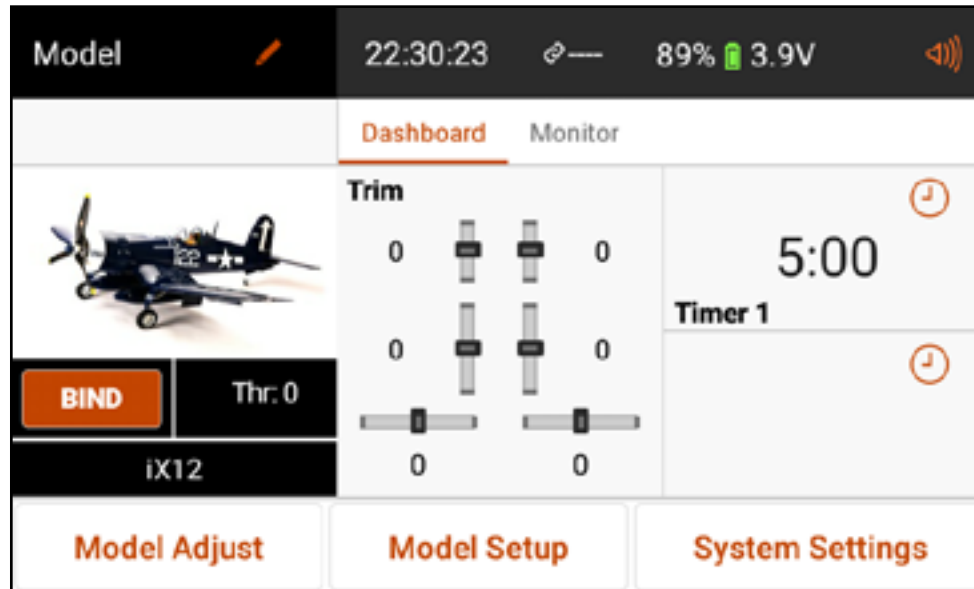 Model
22:30:23 ---- 89% 3.9V
Dashboard Monitor
Trim
0 0
0 0
0 0
5:00
Timer 1
122
BIND Thr: 0
iX12
Model Adjust Model Setup System Settings